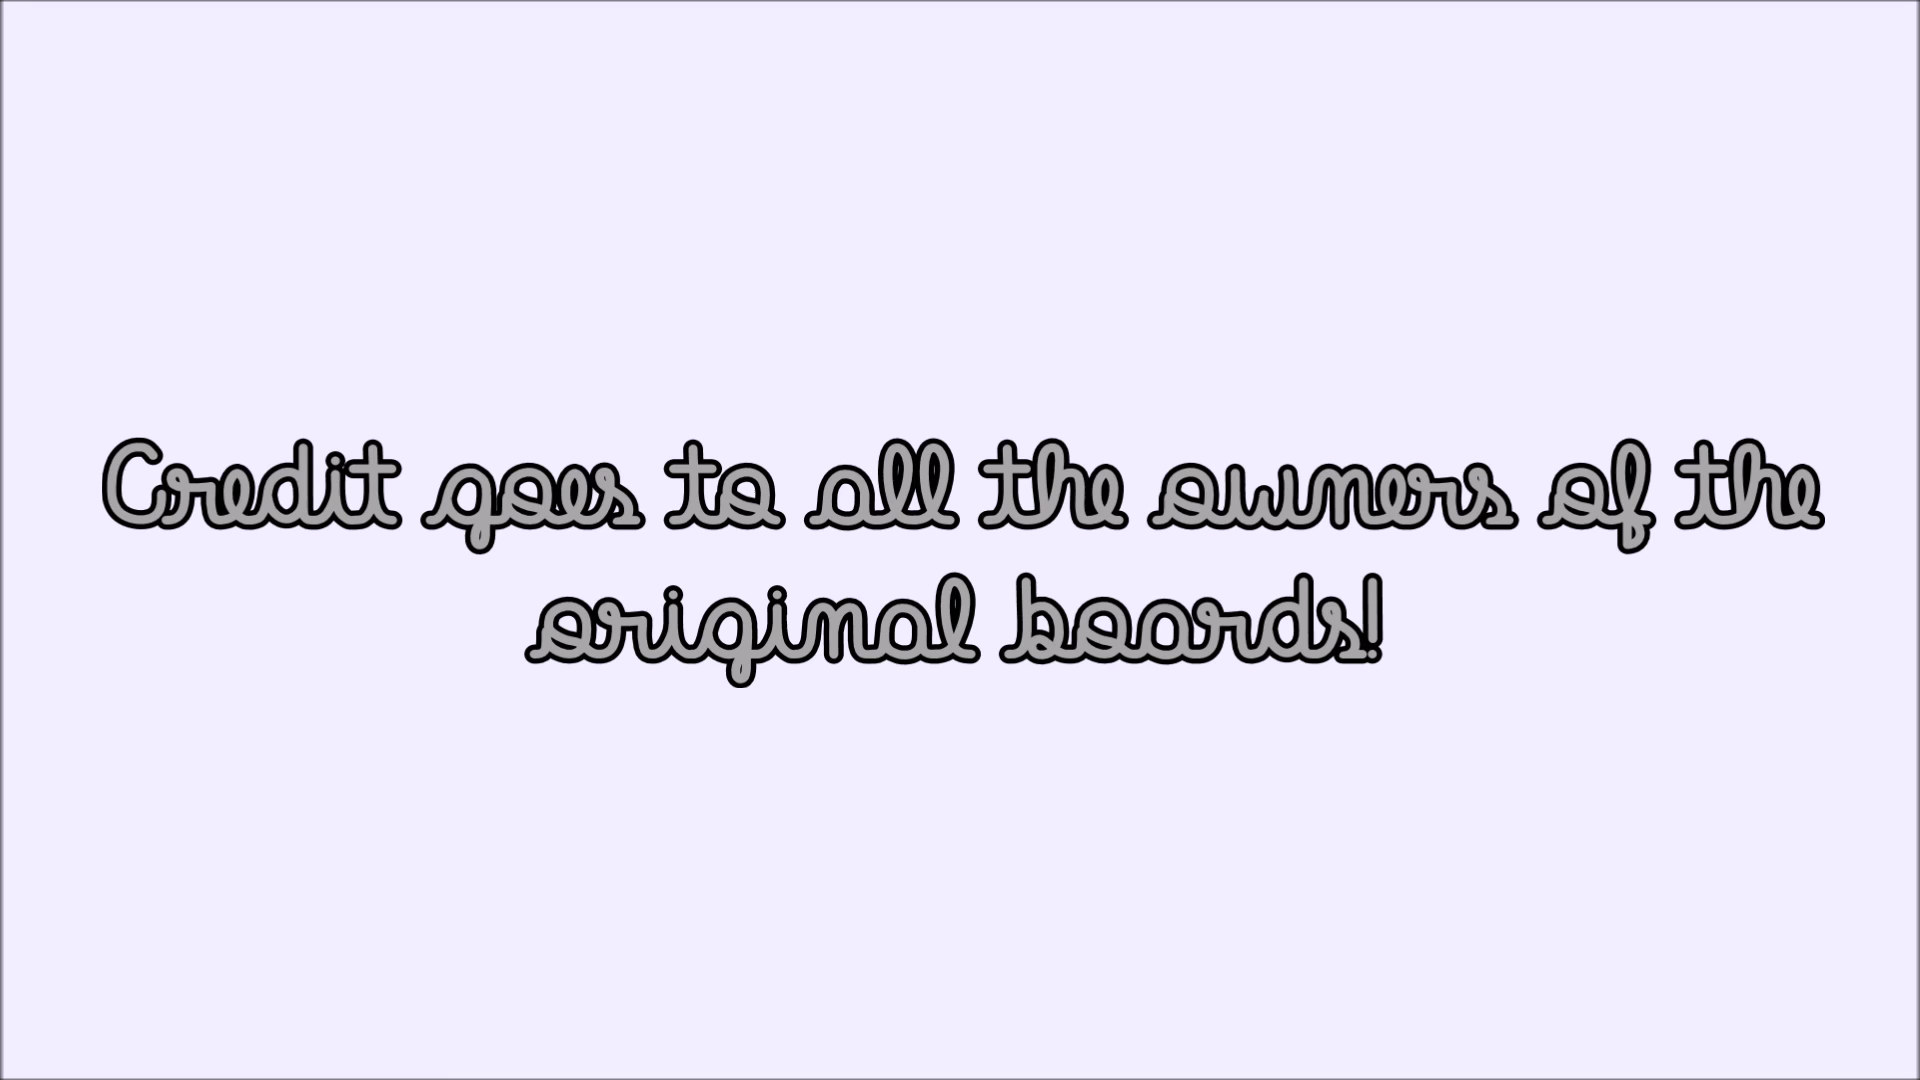 Credit goes to all the owners of the
original boards!